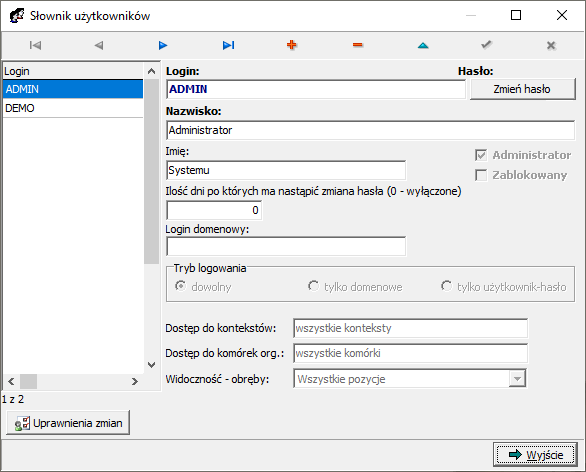 Słownik użytkowników
Login
ADMIN
DEMO
1 z 2
Uprawnienia zmian
Login: Hasło:
ADMIN Zmień hasło
Nazwisko:
Administrator
Imię: Administrator
Systemu Zablokowany
Ilość dni po których ma nastąpić zmiana hasła (0 - wyłączone)
0
Login domenowy:
Tryb logowania
dowolny tylko domenowe tylko użytkownik-hasło
Dostęp do kontekstów: wszystkie konteksty
Dostęp do komórek org.: wszystkie komórki
Widoczność - obręby: Wszystkie pozycje
Wyjście